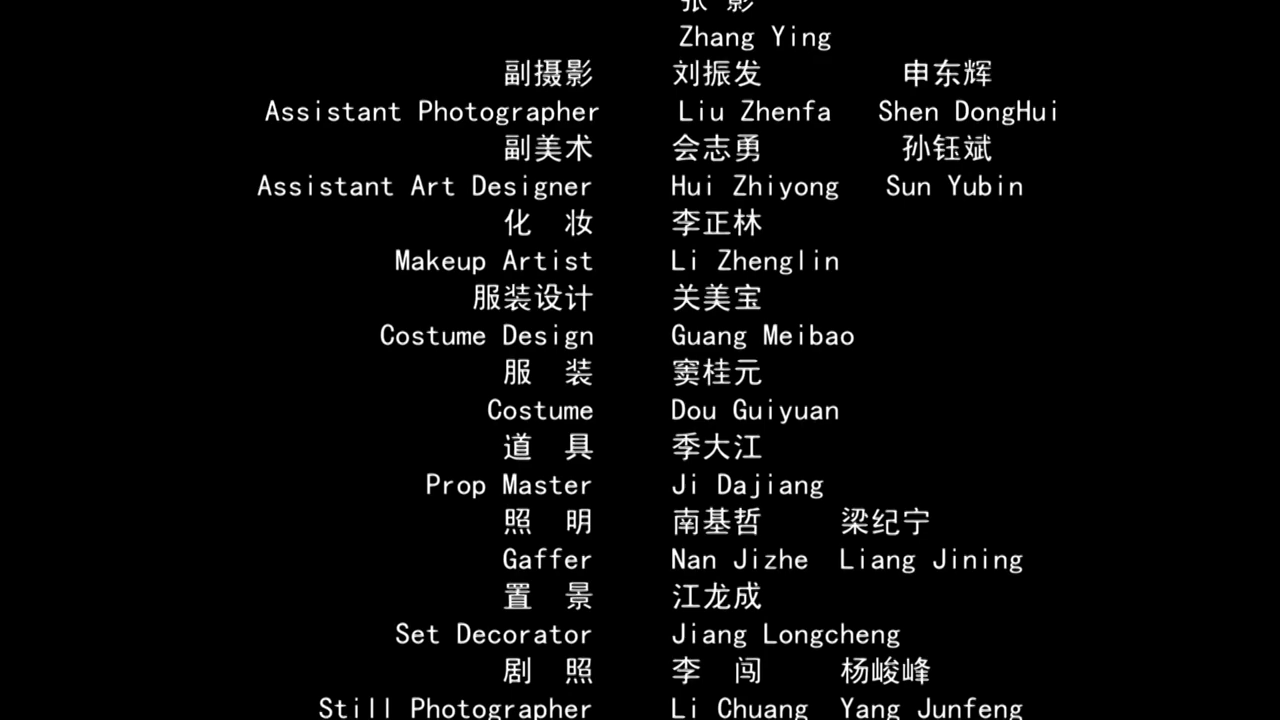 张 影
Zhang Ying
副摄影 刘振发 申东辉
Assistant Photographer Liu Zhenfa Shen DongHui
副美术 会志勇 孙钰斌
Assistant Art Designer Hui Zhiyong Sun Yubin
化 妆 李正林
Makeup Artist Li Zhenglin
服装设计 关美宝
Costume Design Guang Meibao
服 装 窦桂元
Costume Dou Guiyuan
道 具 季大江
Prop Master Ji Dajiang
照 明 南基哲 梁纪宁
Gaffer Nan Jizhe Liang Jining
置 景 江龙成
Set Decorator Jiang Longcheng
剧 照 李 闯 杨峻峰
Still Photographer Li Chuang Yang Junfeng